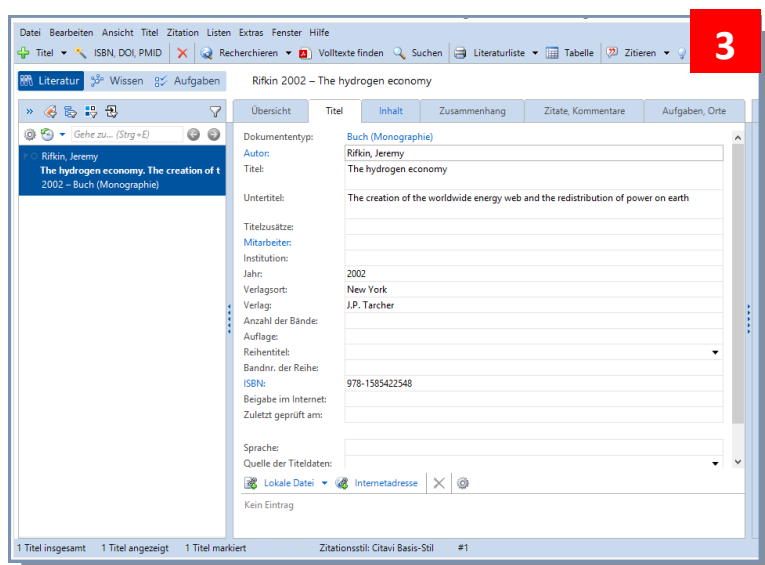 3
Datei Bearbeiten Ansicht Titel Zitation Listen Extras Fenster Hilfe
Titel ISBN, DOI, PMID Recherchieren Volltexte finden Suchen Literaturliste Tabelle Zitieren
Literatur Wissen Aufgaben Rifkin 2002 – The hydrogen economy
» Übersicht Titel Inhalt Zusammenhang Zitate, Kommentare Aufgaben, Orte
Gehe zu... (Strg+E)
Rifkin, Jeremy
The hydrogen economy. The creation of t
2002 – Buch (Monographie)
Dokumententyp: Buch (Monographie)
Autor: Rifkin, Jeremy
Titel: The hydrogen economy
Untertitel: The creation of the worldwide energy web and the redistribution of power on earth
Titelzusätze:
Mitarbeiter:
Institution:
Jahr: 2002
Verlagsort: New York
Verlag: J.P. Tarcher
Anzahl der Bände:
Auflage:
Reihentitel:
Bandnr. der Reihe:
ISBN: 978-1585422548
Beigabe im Internet:
Zuletzt geprüft am:
Sprache:
Quelle der Titeldaten:
Lokale Datei Internetadresse
Kein Eintrag
1 Titel insgesamt 1 Titel angezeigt 1 Titel markiert Zitationsstil: Citavi Basis-Stil #1